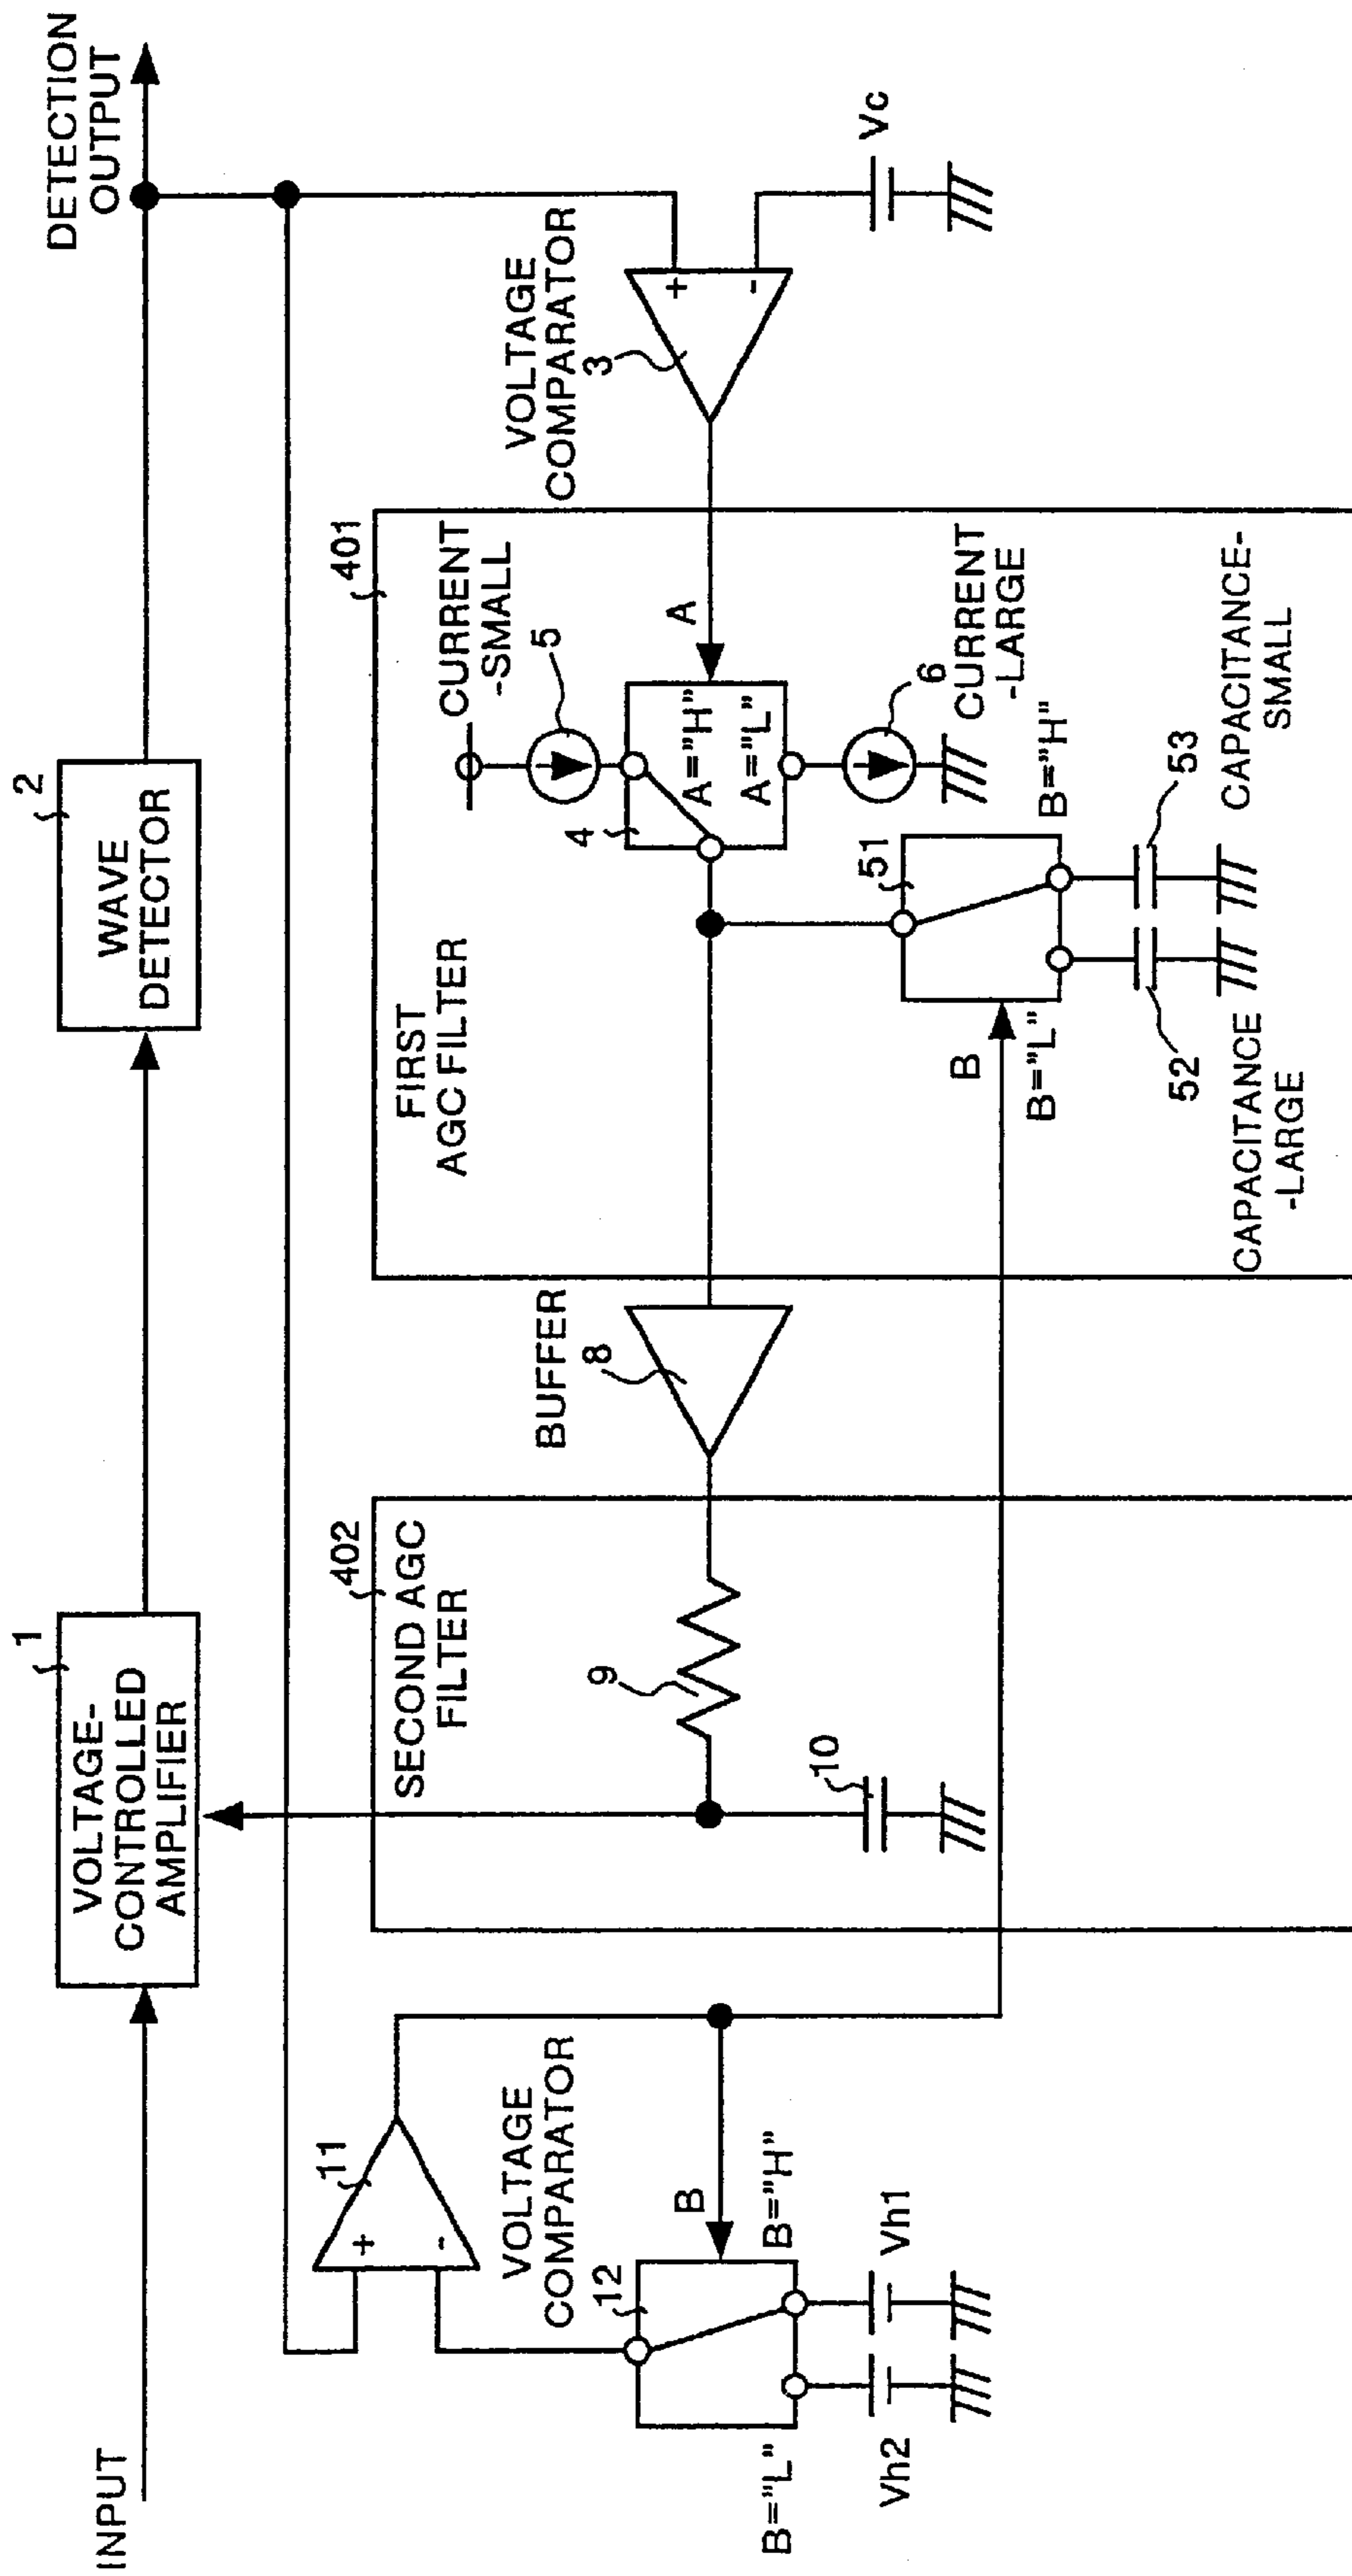 INPUT
1
VOLTAGE-
CONTROLLED
AMPLIFIER
2
WAVE
DETECTOR
DETECTION
OUTPUT
11
+
-
VOLTAGE
COMPARATOR
B
12
B="L"
B="H"
Vh2
Vh1
402
SECOND AGC
FILTER
9
10
BUFFER
8
401
FIRST
AGC FILTER
CURRENT
-SMALL
5
4
A="H"
A="L"
A
6
CURRENT
-LARGE
51
B
B="L"
B="H"
52
53
CAPACITANCE
-LARGE
CAPACITANCE-
SMALL
VOLTAGE
COMPARATOR
3
+
-
Vc